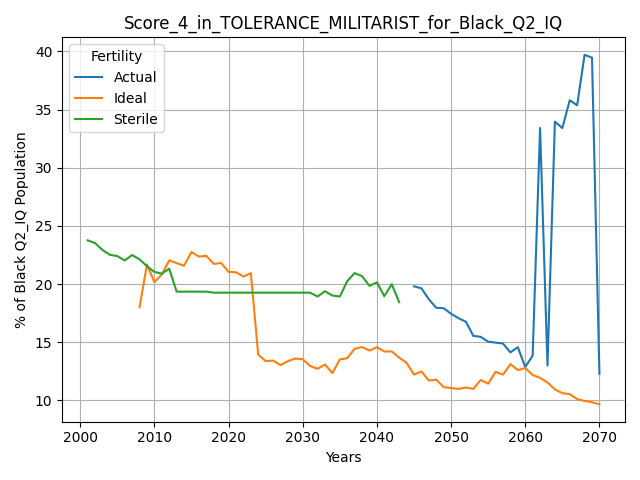 Score_4_in_TOLERANCE_MILITARIST_for_Black_Q2_IQ
Fertility
Actual
Ideal
Sterile
% of Black Q2_IQ Population
40
35
30
25
20
15
10
2000
2010
2020
2030
2040
2050
2060
2070
Years